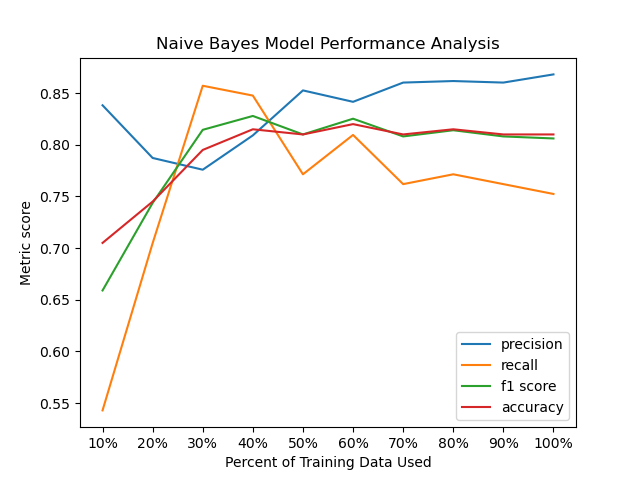 Naive Bayes Model Performance Analysis
Metric score
0.85
0.80
0.75
0.70
0.65
0.60
0.55
precision
recall
f1 score
accuracy
10% 20% 30% 40% 50% 60% 70% 80% 90% 100%
Percent of Training Data Used